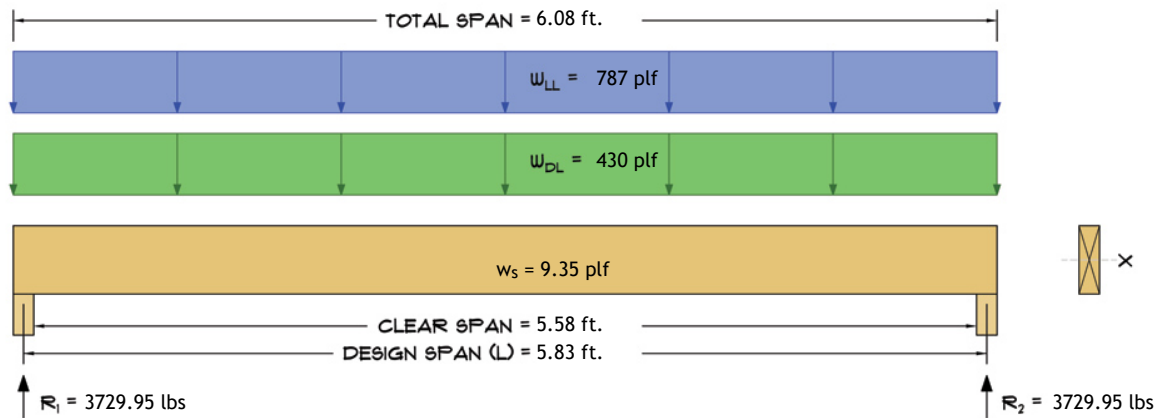 TOTAL SPAN = 6.08 ft.
wLL = 787 plf
wDL = 430 plf
ws = 9.35 plf
X
CLEAR SPAN = 5.58 ft.
DESIGN SPAN (L) = 5.83 ft.
R1 = 3729.95 lbs
R2 = 3729.95 lbs